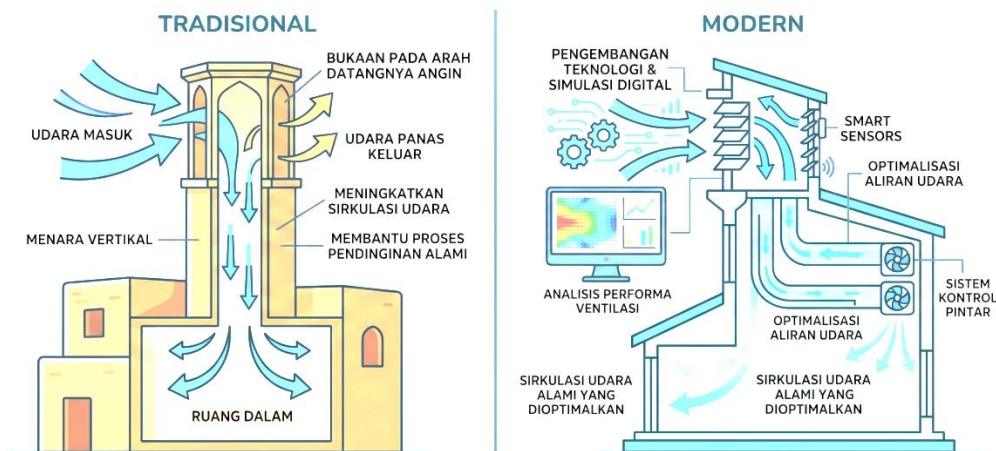 TRADISIONAL
BUKAAN PADA ARAH
DATANGNYA ANGIN
UDARA MASUK
UDARA PANAS
KELUAR
MENINGKATKAN
SIRKULASI UDARA
MENARA VERTIKAL
MEMBANTU PROSES
PENDINGINAN ALAMI
RUANG DALAM
MODERN
PENGEMBANGAN
TEKNOLOGI &
SIMULASI DIGITAL
SMART
SENSORS
OPTIMALISASI
ALIRAN UDARA
ANALISIS PERFORMA
VENTILASI
SISTEM
KONTROL
PINTAR
OPTIMALISASI
ALIRAN UDARA
SIRKULASI UDARA
ALAMI YANG
DIOPTIMALKAN
SIRKULASI UDARA
ALAMI YANG
DIOPTIMALKAN